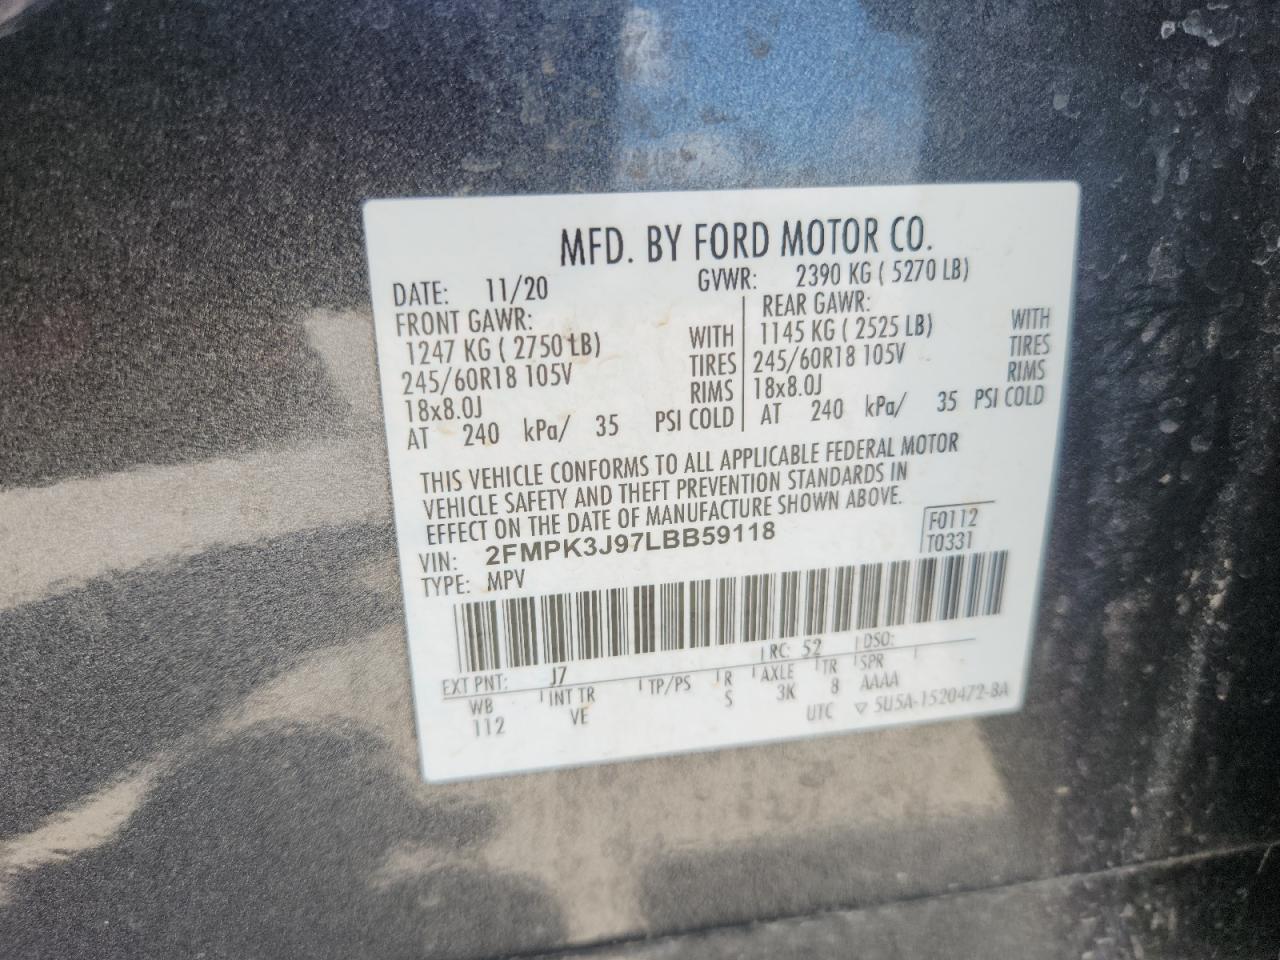 MFD. BY FORD MOTOR CO.
DATE: 11/20 GVWR: 2390 KG ( 5270 LB)
FRONT GAWR: REAR GAWR:
1247 KG ( 2750 LB) WITH 1145 KG ( 2525 LB) WITH
245/60R18 105V TIRES 245/60R18 105V TIRES
18x8.0J RIMS 18x8.0J RIMS
AT 240 kPa/ 35 PSI COLD AT 240 kPa/ 35 PSI COLD
THIS VEHICLE CONFORMS TO ALL APPLICABLE FEDERAL MOTOR
VEHICLE SAFETY AND THEFT PREVENTION STANDARDS IN
EFFECT ON THE DATE OF MANUFACTURE SHOWN ABOVE.
VIN: 2FMPK3J97LBB59118 F0112
TYPE: MPV T0331
EXT PNT: J7 RC: 52 DSO:
WB INT TR TP/PS R AXLE TR SPR
112 VE S 3K 8 AAAA
UTC ▽ 5U5A-1520472-BA